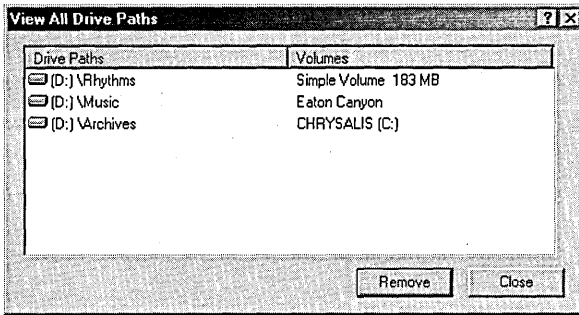 View All Drive Paths ? ×
Drive Paths Volumes
(D:) \Rhythms Simple Volume 183 MB
(D:) \Music Eaton Canyon
(D:) \Archives CHRYSALIS (C:)
Remove Close